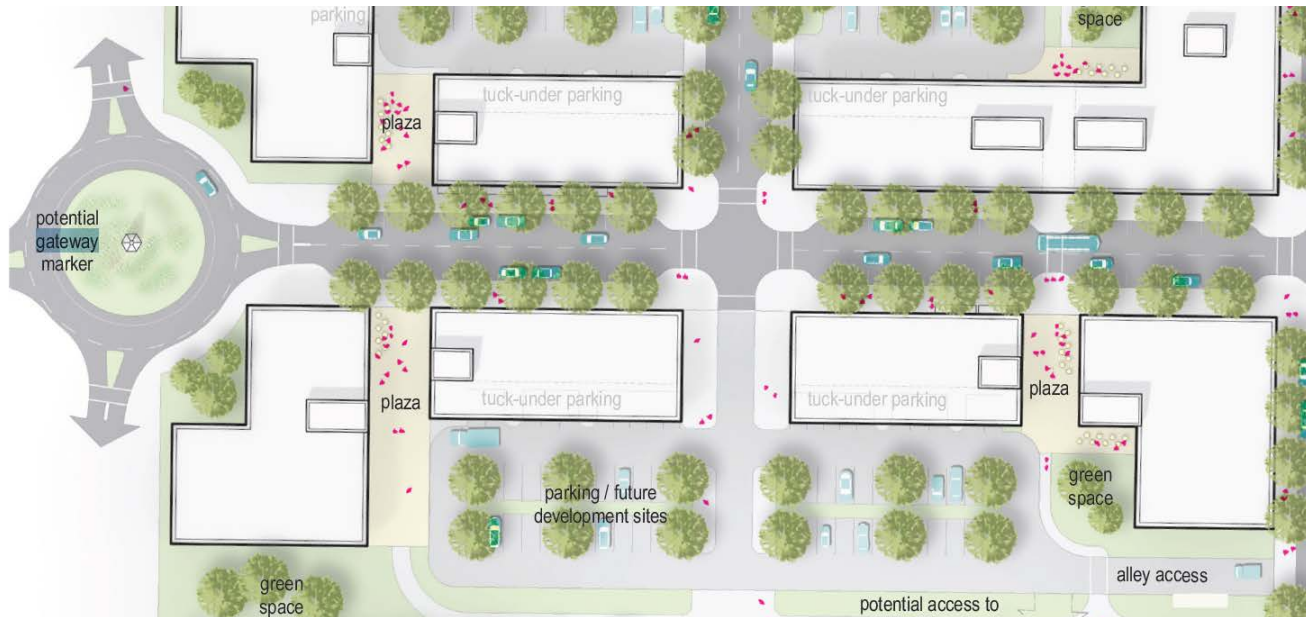 parking
space
tuck-under parking
tuck-under parking
plaza
potential
gateway
marker
tuck-under parking
plaza
tuck-under parking
plaza
green
space
parking / future
development sites
green
space
alley access
potential access to